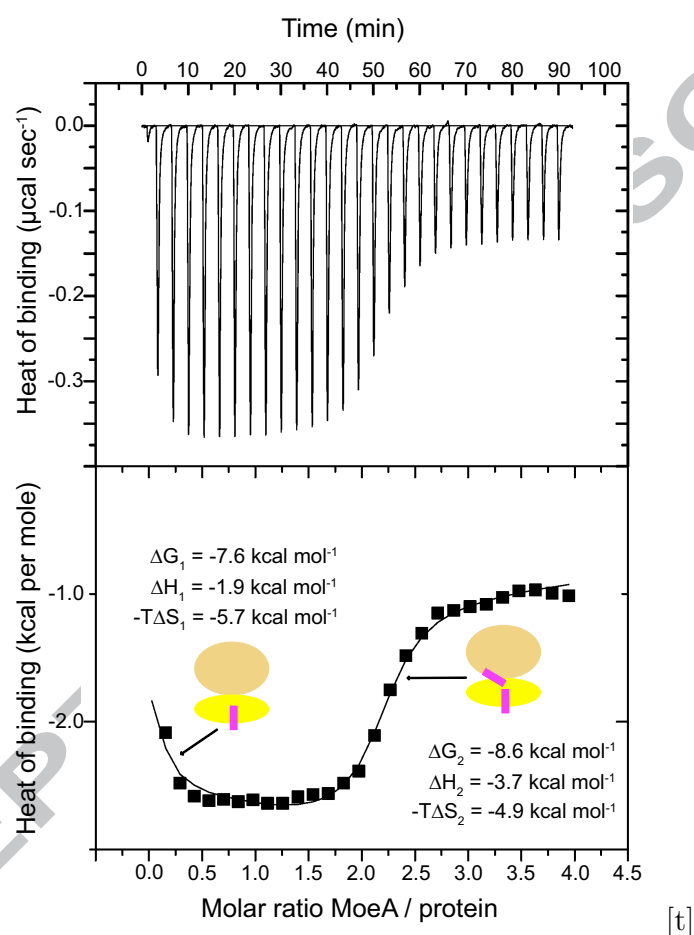 Time (min)
0 10 20 30 40 50 60 70 80 90 100
0.0
-0.1
-0.2
-0.3
Heat of binding (µcal sec⁻¹)
ΔG₁ = -7.6 kcal mol⁻¹
ΔH₁ = -1.9 kcal mol⁻¹
-TΔS₁ = -5.7 kcal mol⁻¹
-1.0
-2.0
Heat of binding (kcal per mole)
ΔG₂ = -8.6 kcal mol⁻¹
ΔH₂ = -3.7 kcal mol⁻¹
-TΔS₂ = -4.9 kcal mol⁻¹
0.0 0.5 1.0 1.5 2.0 2.5 3.0 3.5 4.0 4.5
Molar ratio MoeA / protein
[t]